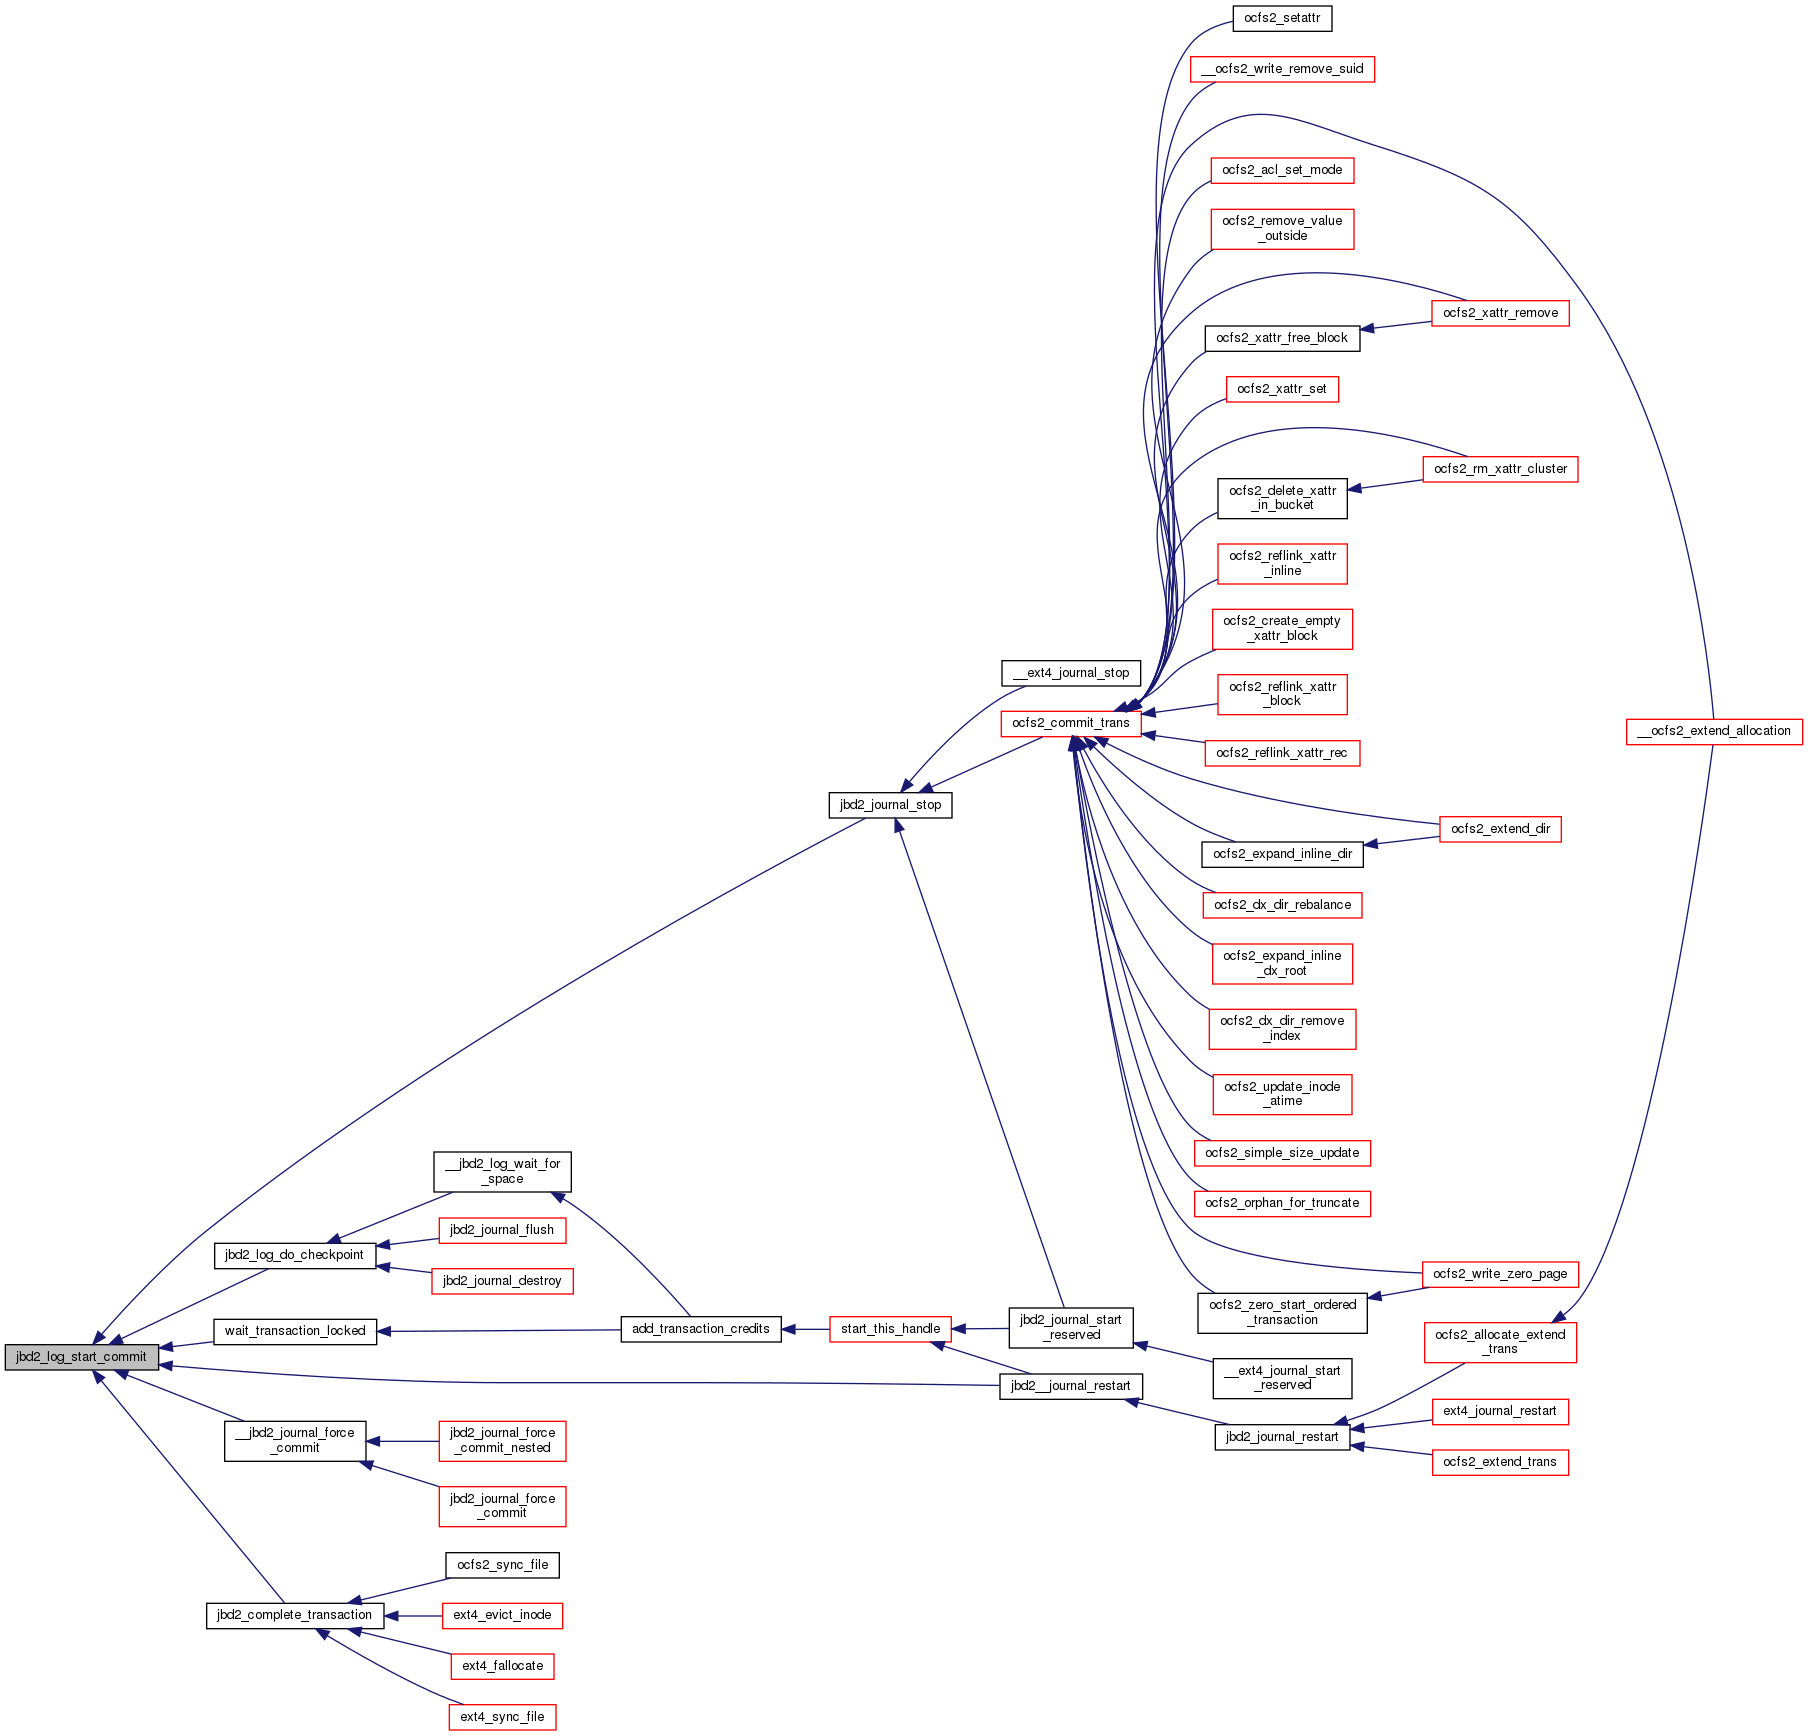 ocfs2_setattr
__ocfs2_write_remove_suid
ocfs2_acl_set_mode
ocfs2_remove_value
_outside
ocfs2_xattr_remove
ocfs2_xattr_free_block
ocfs2_xattr_set
ocfs2_rm_xattr_cluster
ocfs2_delete_xattr
_in_bucket
ocfs2_reflink_xattr
_inline
ocfs2_create_empty
_xattr_block
__ext4_journal_stop
ocfs2_reflink_xattr
_block
ocfs2_commit_trans
__ocfs2_extend_allocation
ocfs2_reflink_xattr_rec
jbd2_journal_stop
ocfs2_extend_dir
ocfs2_expand_inline_dir
ocfs2_dx_dir_rebalance
ocfs2_expand_inline
_dx_root
ocfs2_dx_dir_remove
_index
ocfs2_update_inode
_atime
ocfs2_simple_size_update
__jbd2_log_wait_for
_space
ocfs2_orphan_for_truncate
jbd2_journal_flush
jbd2_log_do_checkpoint
ocfs2_write_zero_page
jbd2_journal_destroy
ocfs2_zero_start_ordered
_transaction
wait_transaction_locked
add_transaction_credits
start_this_handle
jbd2_journal_start
_reserved
ocfs2_allocate_extend
_trans
jbd2_log_start_commit
__ext4_journal_start
_reserved
jbd2__journal_restart
ext4_journal_restart
__jbd2_journal_force
_commit
jbd2_journal_force
_commit_nested
jbd2_journal_restart
ocfs2_extend_trans
jbd2_journal_force
_commit
ocfs2_sync_file
jbd2_complete_transaction
ext4_evict_inode
ext4_fallocate
ext4_sync_file